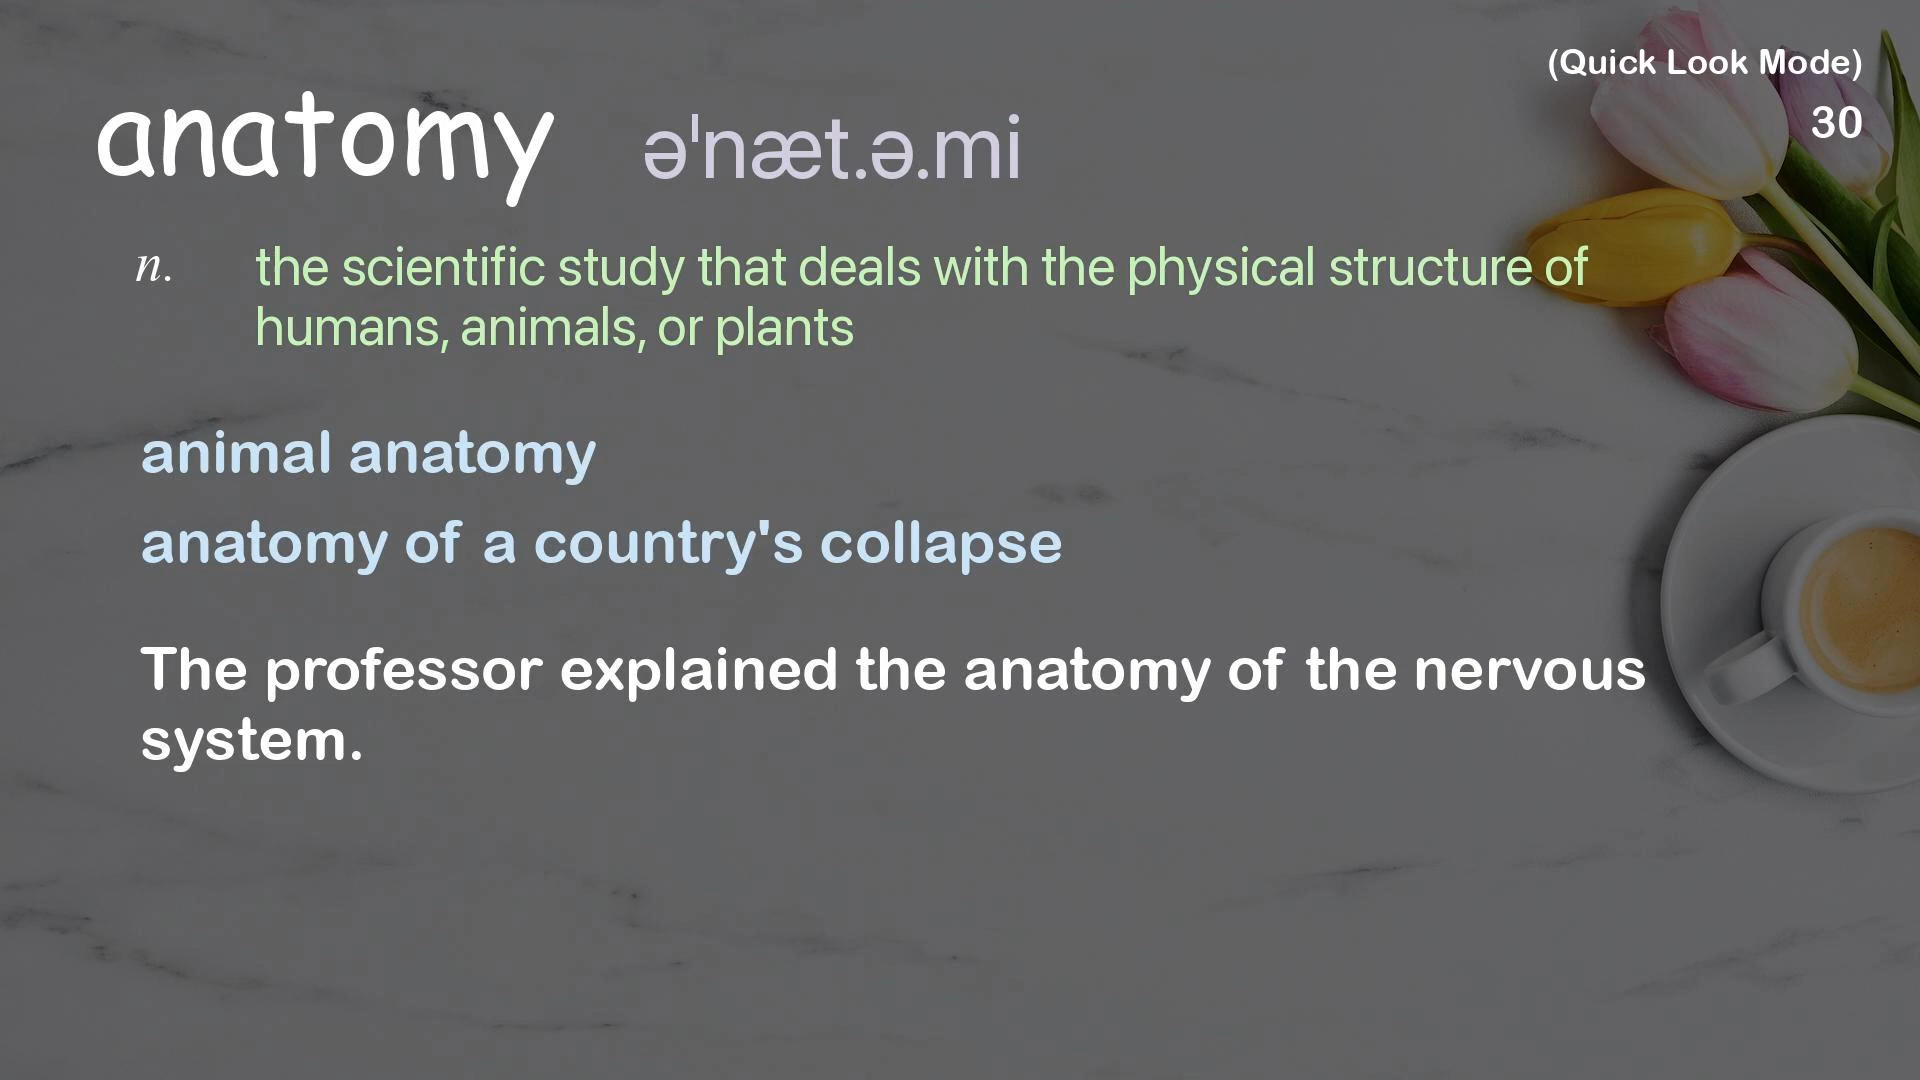 (Quick Look Mode)
30
anatomy əˈnæt.ə.mi
n. the scientific study that deals with the physical structure of
humans, animals, or plants
animal anatomy
anatomy of a country's collapse
The professor explained the anatomy of the nervous
system.